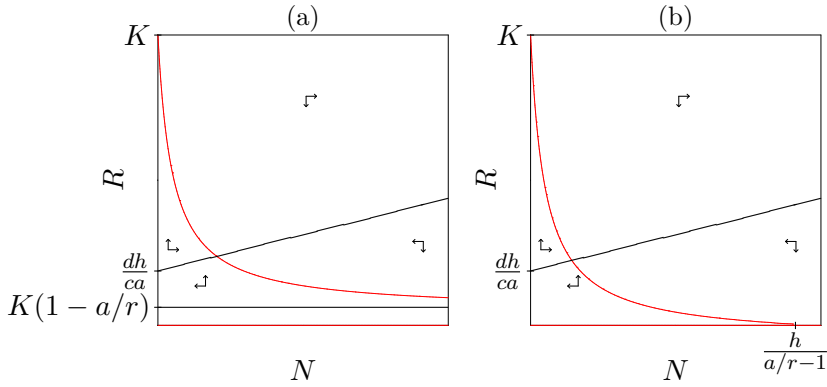 (a)
K
R
dh/ca
K(1 − a/r)
N
(b)
K
R
dh/ca
h/(a/r−1)
N